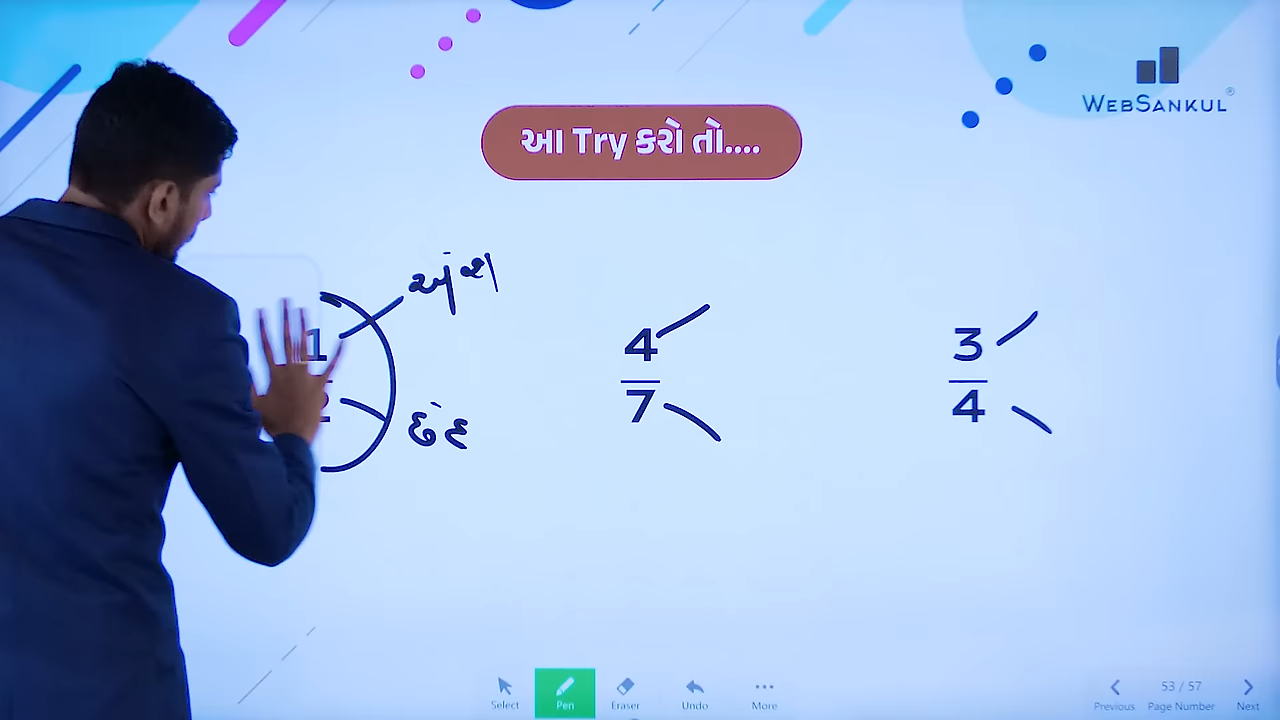 WEBSANKUL®
આ Try કરો તો....
અંશ
1
2
છેદ
4
7
3
4
Select
Pen
Eraser
Undo
More
Previous
53 / 57
Page Number
Next